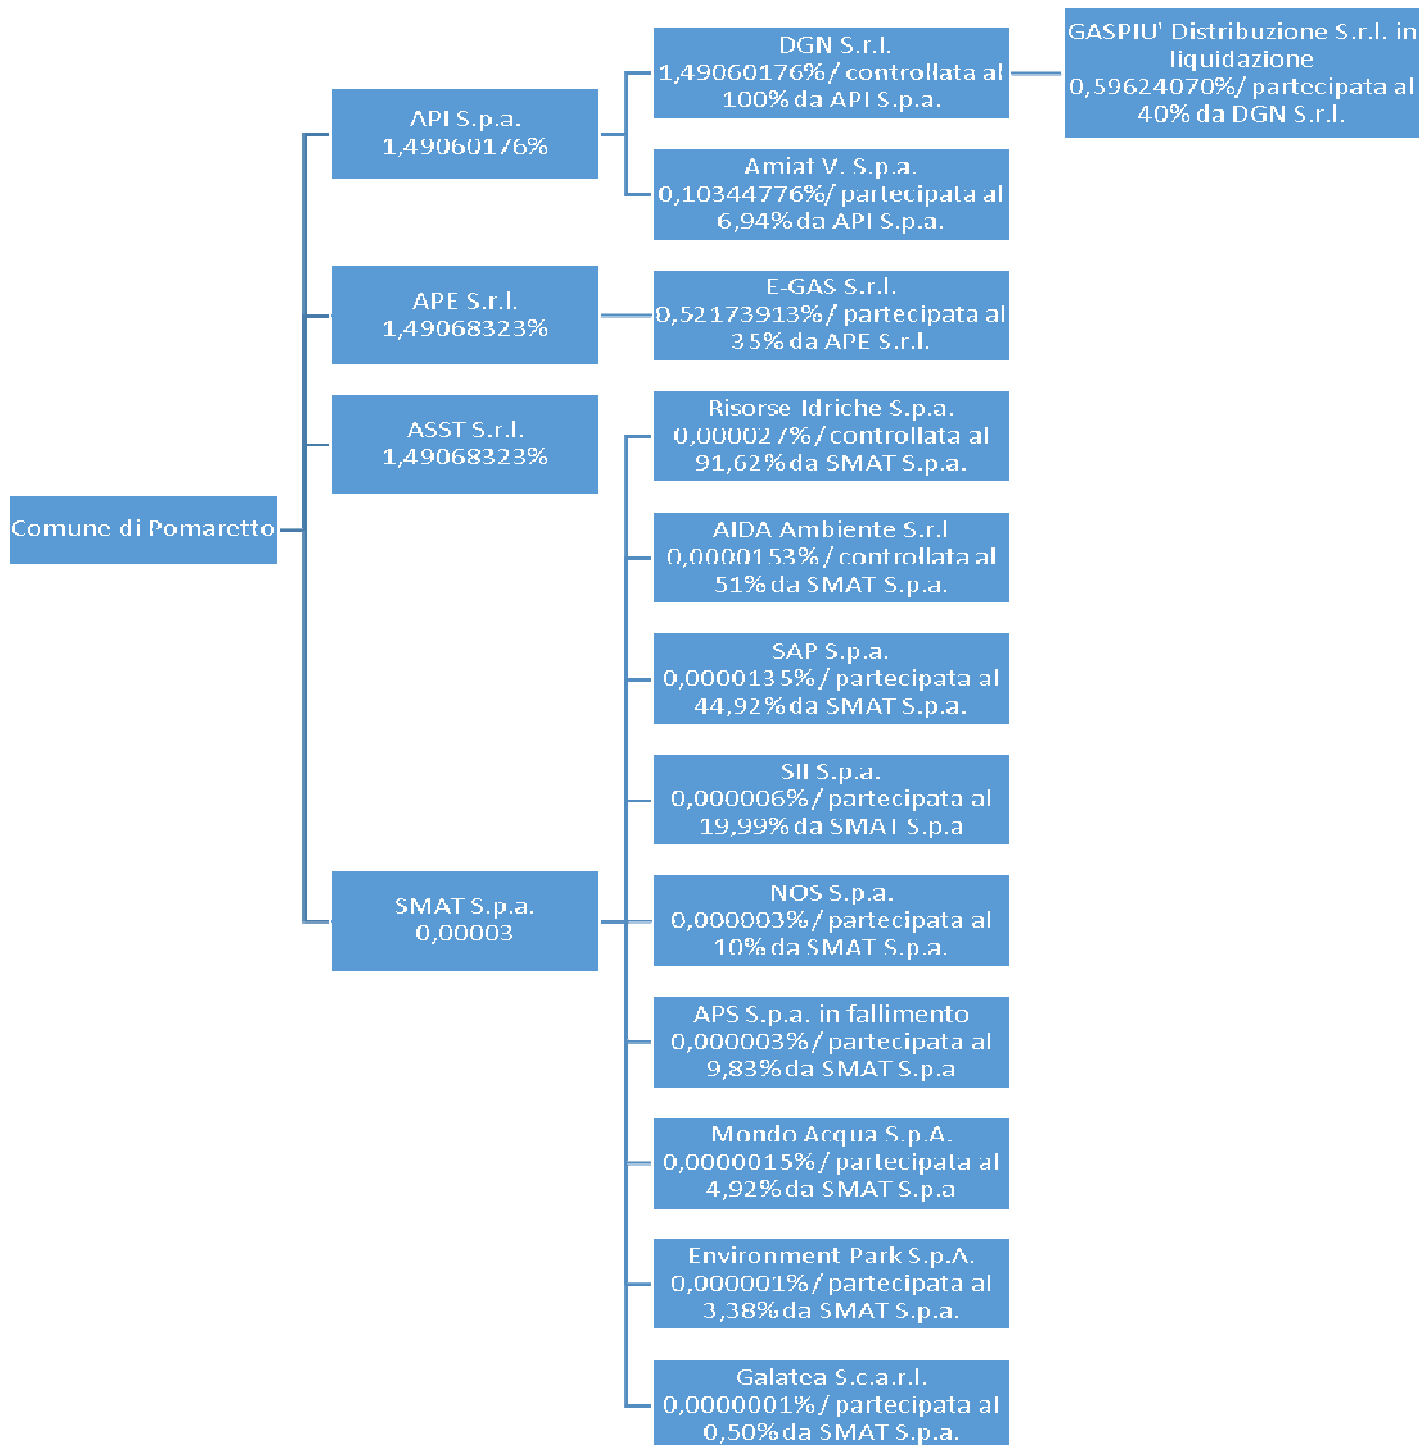 Comune di Pomaretto
API S.p.a.
1,49060176%
DGN S.r.l.
1,49060176% / controllata al
100% da API S.p.a.
GASPIU' Distribuzione S.r.l. in
liquidazione
0,59624070%/ partecipata al
40% da DGN S.r.l.
Amiat V. S.p.a.
0,10344776%/ partecipata al
6,94% da API S.p.a.
APE S.r.l.
1,49068323%
E-GAS S.r.l.
0,52173913% / partecipata al
35% da APE S.r.l.
ASST S.r.l.
1,49068323%
SMAT S.p.a.
0,00003
Risorse Idriche S.p.a.
0,000027% / controllata al
91,62% da SMAT S.p.a.
AIDA Ambiente S.r.l
0,0000153% / controllata al
51% da SMAT S.p.a.
SAP S.p.a.
0,0000135% / partecipata al
44,92% da SMAT S.p.a.
SII S.p.a.
0,000006% / partecipata al
19,99% da SMAT S.p.a
NOS S.p.a.
0,000003% / partecipata al
10% da SMAT S.p.a.
APS S.p.a. in fallimento
0,000003% / partecipata al
9,83% da SMAT S.p.a
Mondo Acqua S.p.A.
0,0000015% / partecipata al
4,92% da SMAT S.p.a
Environment Park S.p.A.
0,000001% / partecipata al
3,38% da SMAT S.p.a.
Galatea S.c.a.r.l.
0,0000001% / partecipata al
0,50% da SMAT S.p.a.